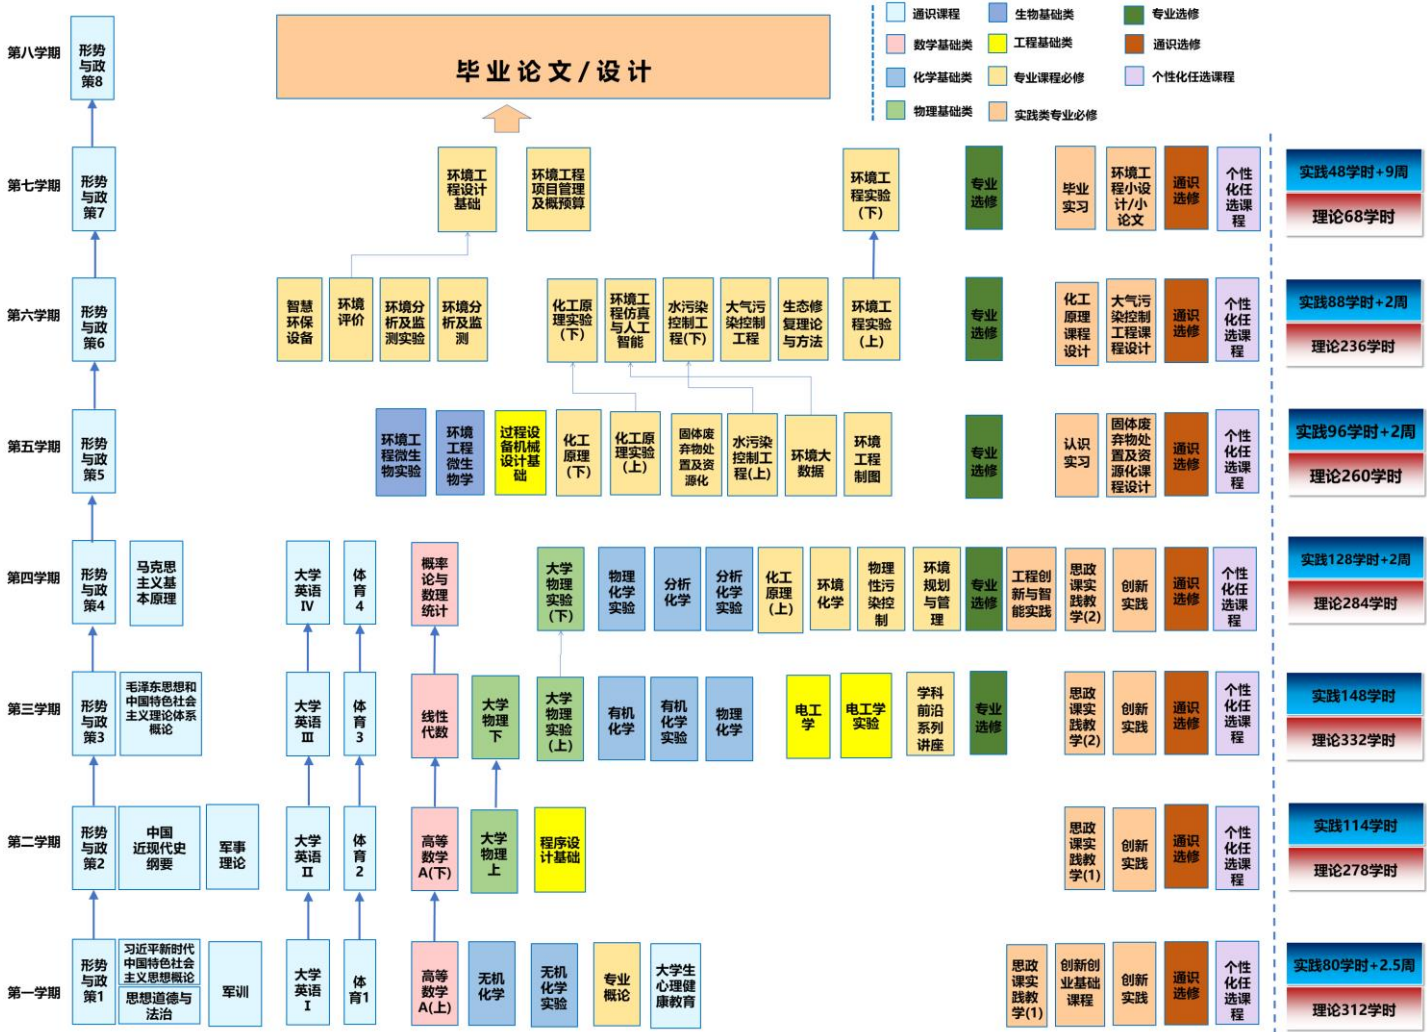 通识课程
生物基础类
专业选修
数学基础类
工程基础类
通识选修
化学基础类
专业课程必修
个性化任选课程
物理基础类
实践类专业必修
第八学期
形势
与政
策8
毕业论文/设计
第七学期
形势
与政
策7
环境工
程设计
基础
环境工程
项目管理
及概预算
环境工
程实验
(下)
专业
选修
毕业
实习
环境工
程小设
计/小
论文
通识
选修
个性
化任
选课
程
实践48学时+9周
理论68学时
第六学期
形势
与政
策6
智慧
环保
设备
环境
评价
环境分
析及监
测实验
环境分
析及监
测
化工原
理实验
(下)
环境工
程仿真
与人工
智能
水污染
控制工
程(下)
大气污
染控制
工程
生态修
复理论
与方法
环境工
程实验
(上)
专业
选修
化工
原理
课程
设计
大气污
染控制
工程课
程设计
通识
选修
个性
化任
选课
程
实践88学时+2周
理论236学时
第五学期
形势
与政
策5
环境工
程微生
物实验
环境
工程
微生
物学
过程设
备机械
设计基
础
化工
原理
(下)
化工原
理实验
(上)
固体废
弃物处
置及资
源化
水污染
控制工
程(上)
环境大
数据
环境
工程
制图
专业
选修
认识
实习
固体废
弃物处
置及资
源化课
程设计
通识
选修
个性
化任
选课
程
实践96学时+2周
理论260学时
第四学期
形势
与政
策4
马克思
主义基
本原理
大学
英语
IV
体
育
4
概率
论与
数理
统计
大学
物理
实验
(下)
物理
化学
实验
分析
化学
分析
化学
实验
化工
原理
(上)
环境
化学
物理
性污
染控
制
环境
规划
与管
理
专业
选修
工程创
新与智
能实践
思政
课实
践教
学(2)
创新
实践
通识
选修
个性
化任
选课
程
实践128学时+2周
理论284学时
第三学期
形势
与政
策3
毛泽东思想和
中国特色社会
主义理论体系
概论
大学
英语
III
体
育
3
线性
代数
大学
物理
下
大学
物理
实验
(上)
有机
化学
有机
化学
实验
物理
化学
电工
学
电工学
实验
学科
前沿
系列
讲座
专业
选修
思政
课实
践教
学(2)
创新
实践
通识
选修
个性
化任
选课
程
实践148学时
理论332学时
第二学期
形势
与政
策2
中国
近现代史
纲要
军事
理论
大学
英语
II
体
育
2
高等
数学
A(下)
大学
物理
上
程序设
计基础
思政
课实
践教
学(1)
创新
实践
通识
选修
个性
化任
选课
程
实践114学时
理论278学时
第一学期
形势
与政
策1
习近平新时代
中国特色社会
主义思想概论
思想道德与
法治
军训
大学
英语
I
体
育1
高等
数学
A(上)
无机
化学
无机
化学
实验
专业
概论
大学生
心理健
康教育
思政
课实
践教
学(1)
创新创
业基础
课程
创新
实践
通识
选修
个性
化任
选课
程
实践80学时+2.5周
理论312学时